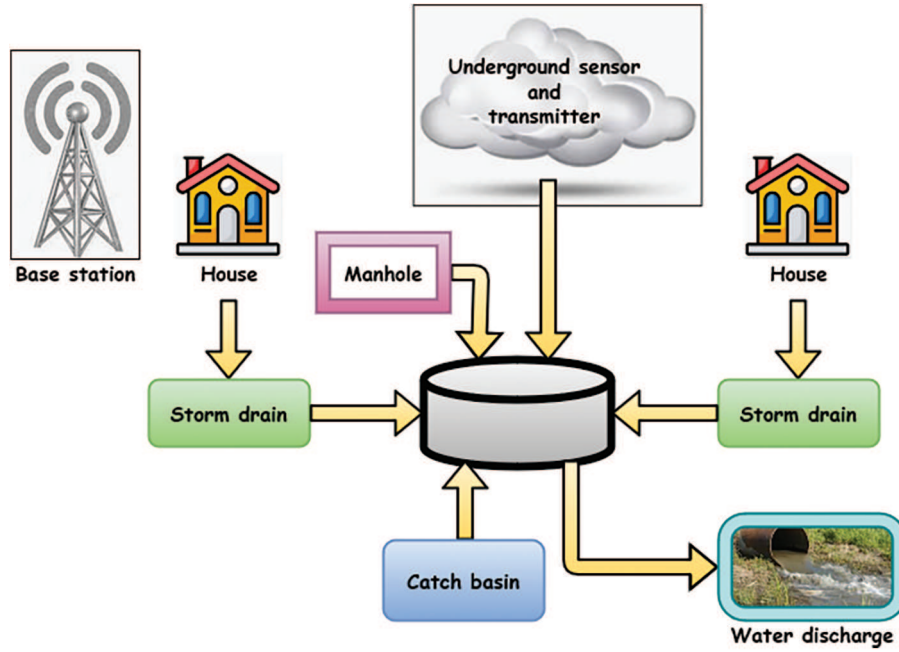 Underground sensor
and
transmitter
Base station
House
House
Manhole
Storm drain
Storm drain
Catch basin
Water discharge